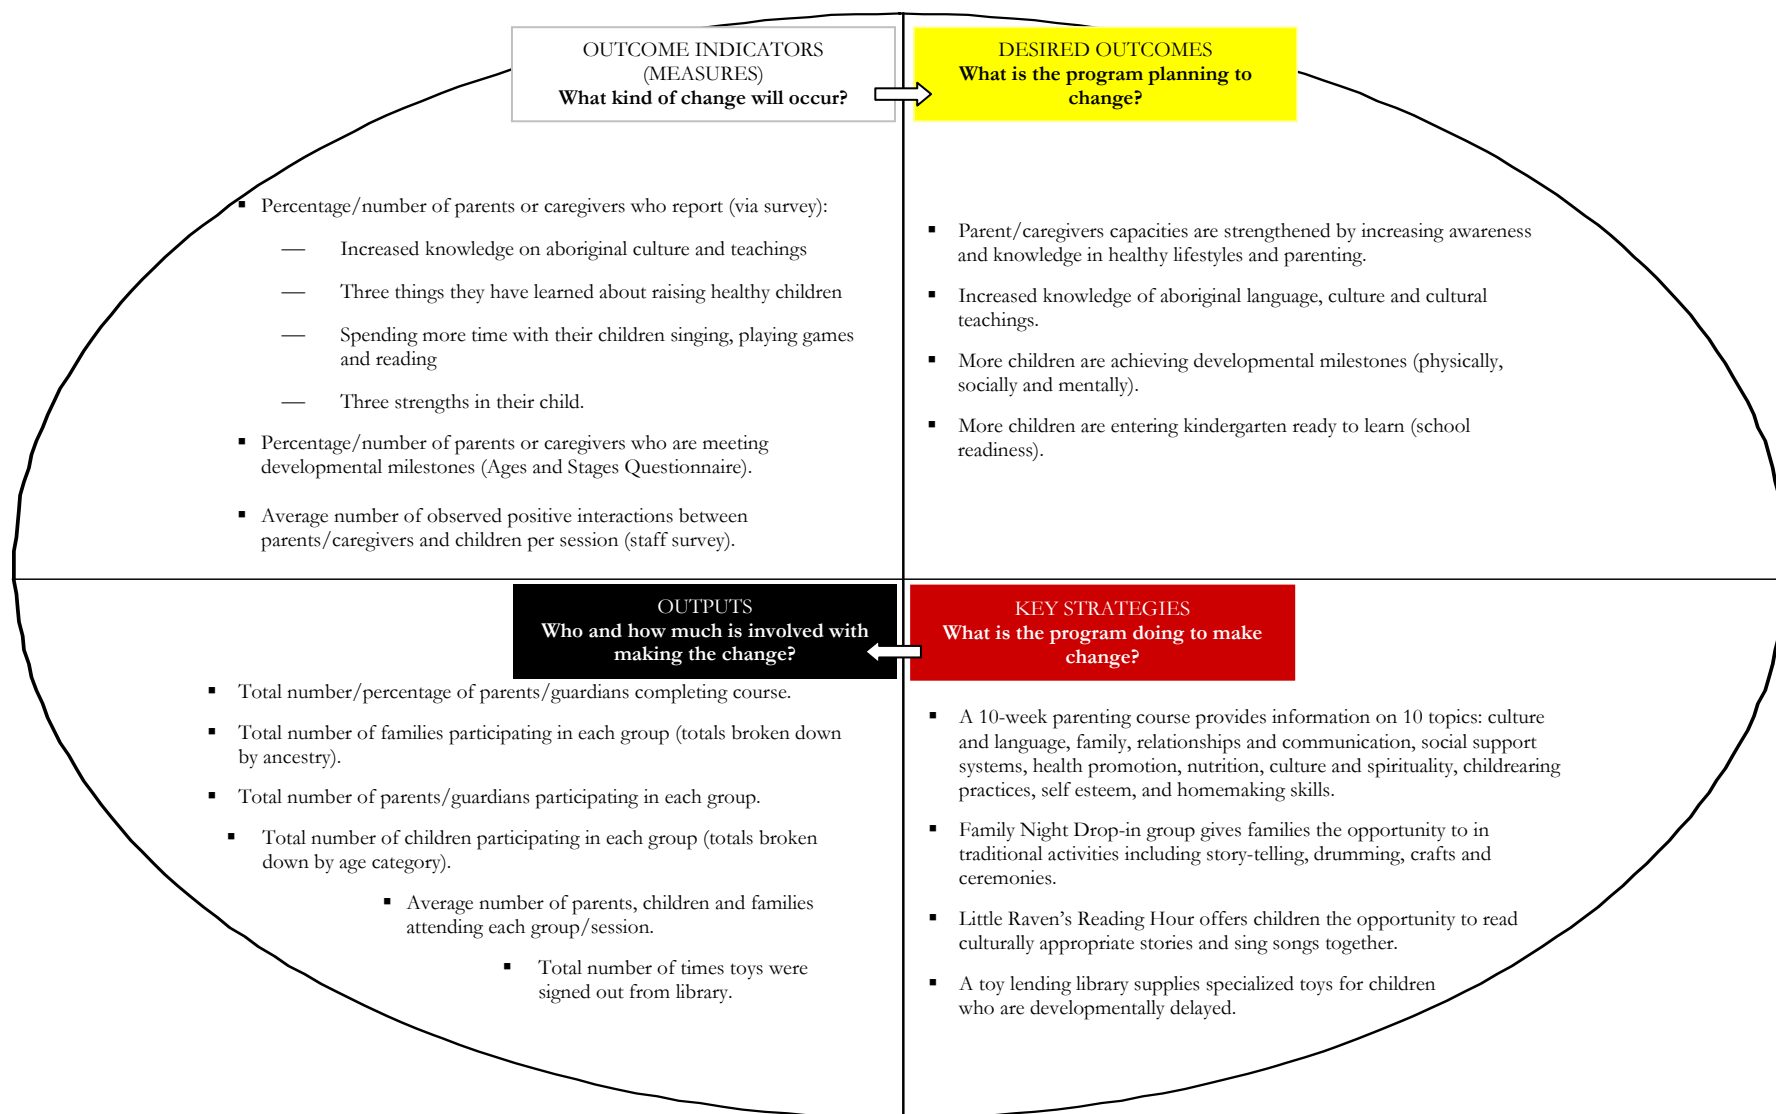 OUTCOME INDICATORS
(MEASURES)
What kind of change will occur?
▪ Percentage/number of parents or caregivers who report (via survey):
— Increased knowledge on aboriginal culture and teachings
— Three things they have learned about raising healthy children
— Spending more time with their children singing, playing games
and reading
— Three strengths in their child.
▪ Percentage/number of parents or caregivers who are meeting
developmental milestones (Ages and Stages Questionnaire).
▪ Average number of observed positive interactions between
parents/caregivers and children per session (staff survey).
DESIRED OUTCOMES
What is the program planning to
change?
▪ Parent/caregivers capacities are strengthened by increasing awareness
and knowledge in healthy lifestyles and parenting.
▪ Increased knowledge of aboriginal language, culture and cultural
teachings.
▪ More children are achieving developmental milestones (physically,
socially and mentally).
▪ More children are entering kindergarten ready to learn (school
readiness).
OUTPUTS
Who and how much is involved with
making the change?
▪ Total number/percentage of parents/guardians completing course.
▪ Total number of families participating in each group (totals broken down
by ancestry).
▪ Total number of parents/guardians participating in each group.
▪ Total number of children participating in each group (totals broken
down by age category).
▪ Average number of parents, children and families
attending each group/session.
▪ Total number of times toys were
signed out from library.
KEY STRATEGIES
What is the program doing to make
change?
▪ A 10-week parenting course provides information on 10 topics: culture
and language, family, relationships and communication, social support
systems, health promotion, nutrition, culture and spirituality, childrearing
practices, self esteem, and homemaking skills.
▪ Family Night Drop-in group gives families the opportunity to in
traditional activities including story-telling, drumming, crafts and
ceremonies.
▪ Little Raven's Reading Hour offers children the opportunity to read
culturally appropriate stories and sing songs together.
▪ A toy lending library supplies specialized toys for children
who are developmentally delayed.